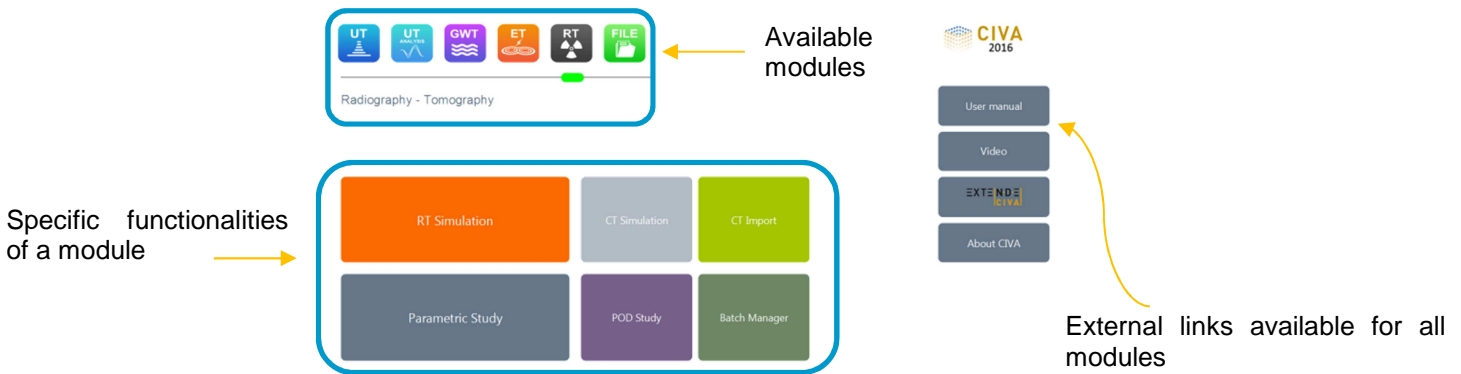 UT
UT
ANALYSIS
GWT
ET
RT
FILE
Radiography - Tomography
Available
modules
CIVA
2016
User manual
Video
EXTENDE
CIVA
About CIVA
Specific functionalities
of a module
RT Simulation
CT Simulation
CT Import
Parametric Study
POD Study
Batch Manager
External links available for all
modules